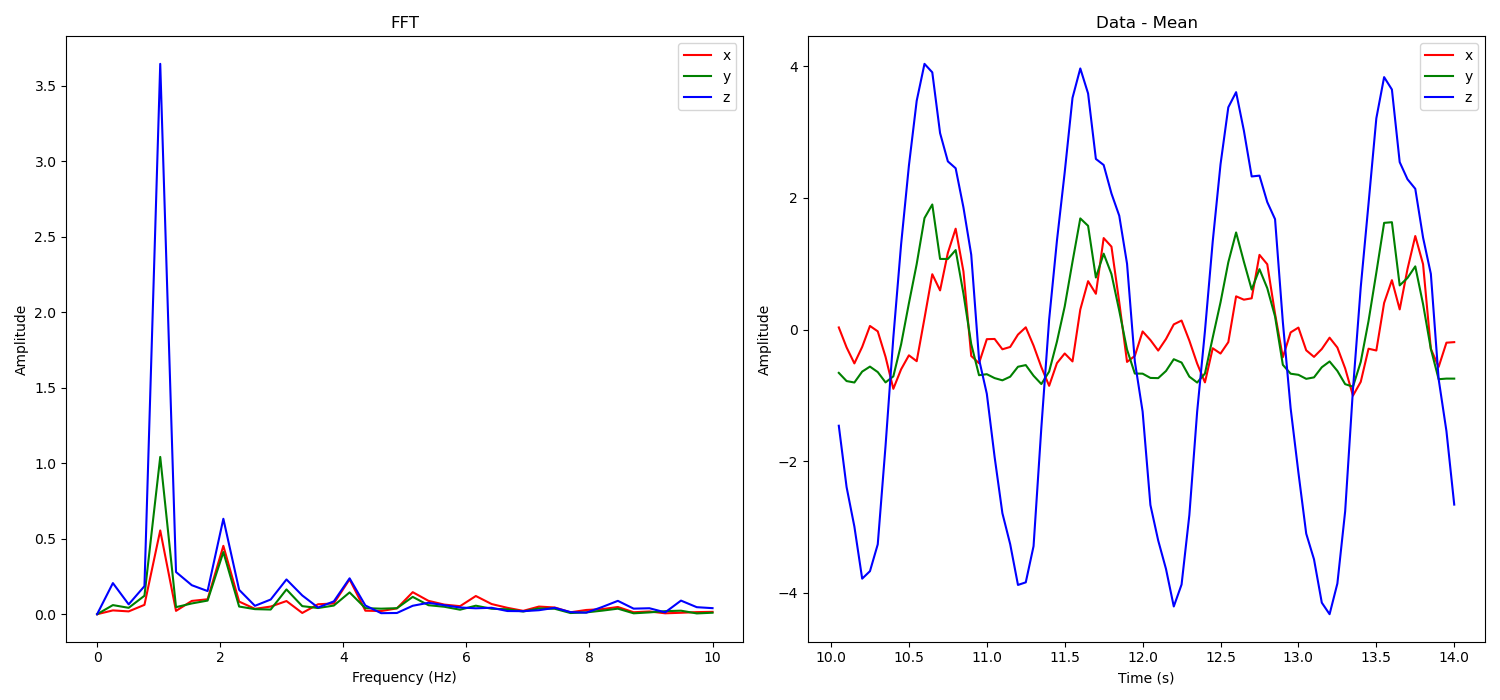 FFT
x
y
z
3.5
3.0
2.5
2.0
1.5
1.0
0.5
0.0
Amplitude
0 2 4 6 8 10
Frequency (Hz)
Data - Mean
x
y
z
4
2
0
−2
−4
Amplitude
10.0 10.5 11.0 11.5 12.0 12.5 13.0 13.5 14.0
Time (s)